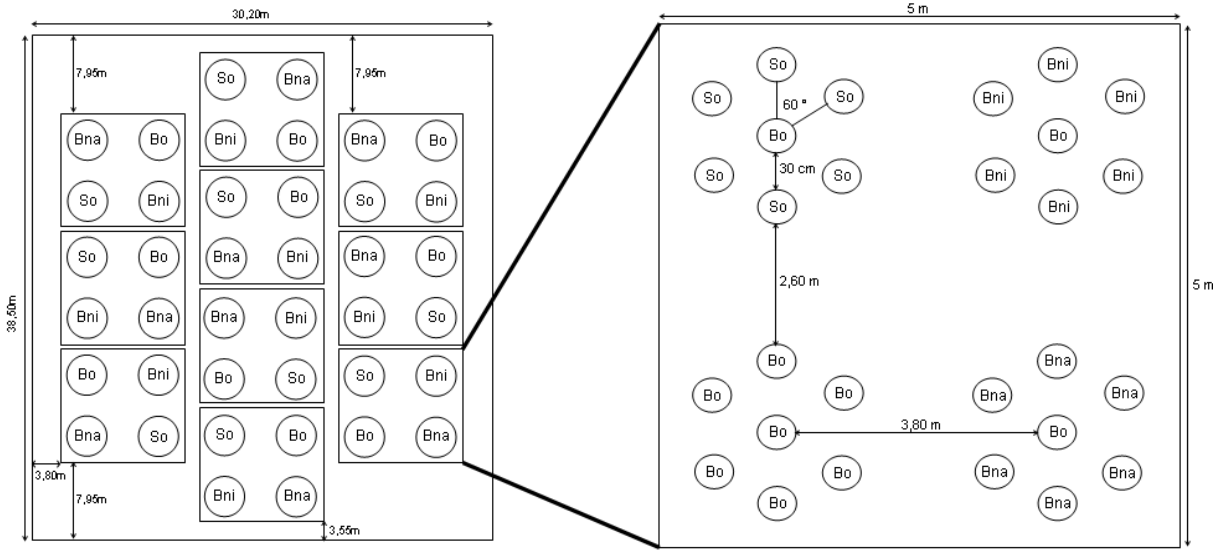 30,20m
7,95m 7,95m
So Bna
Bna Bo Bni Bo Bna Bo
So Bni So Bo So Bni
So Bo Bna Bni Bna Bo
38,50m
Bni Bna Bna Bni Bni So
Bo Bni Bo So So Bni
Bna So So Bo Bo Bna
3,80m
7,95m
Bni Bna
3,55m
5 m
So Bni
So So Bni Bni
60 °
Bo Bo
30 cm
So So Bni Bni
So Bni
2,60 m
5 m
Bo Bna
Bo Bo Bna Bna
Bo 3,80 m Bo
Bo Bo Bna Bna
Bo Bna